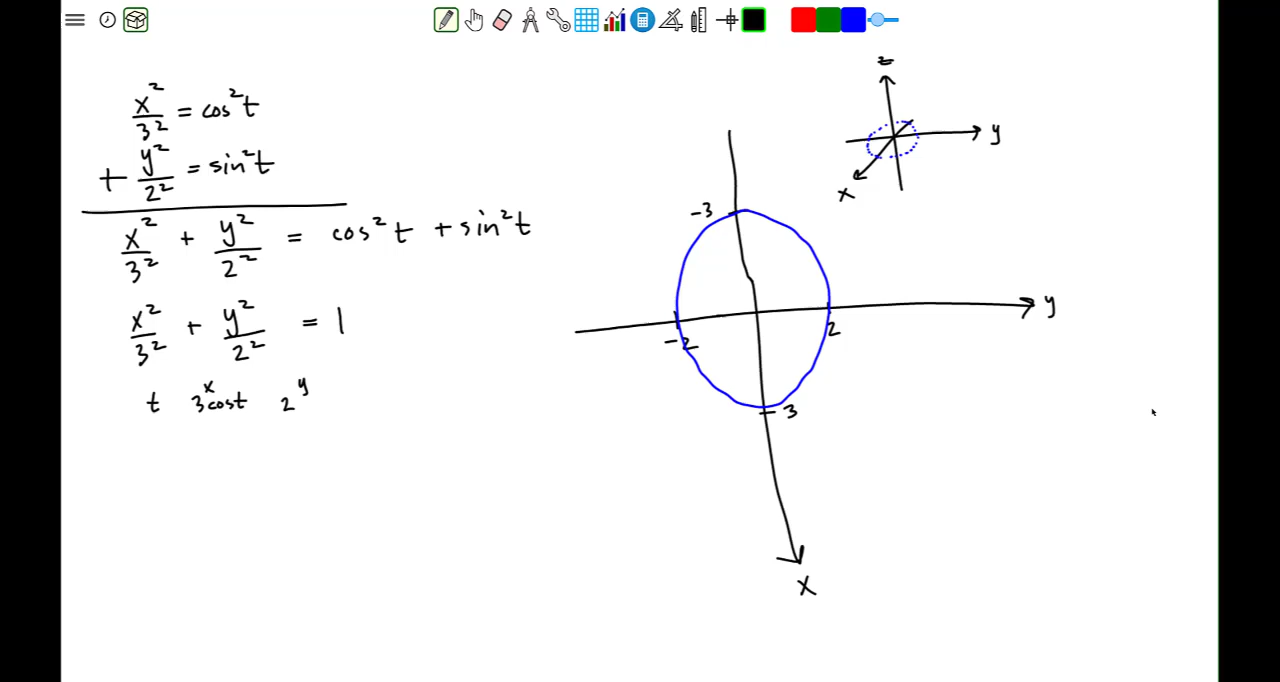 x²/3² = cos²t
+ y²/2² = sin²t
x²/3² + y²/2² = cos²t + sin²t
x²/3² + y²/2² = 1
x y
t 3cost 2
z
y
x
-3
y
-2 2
3
x